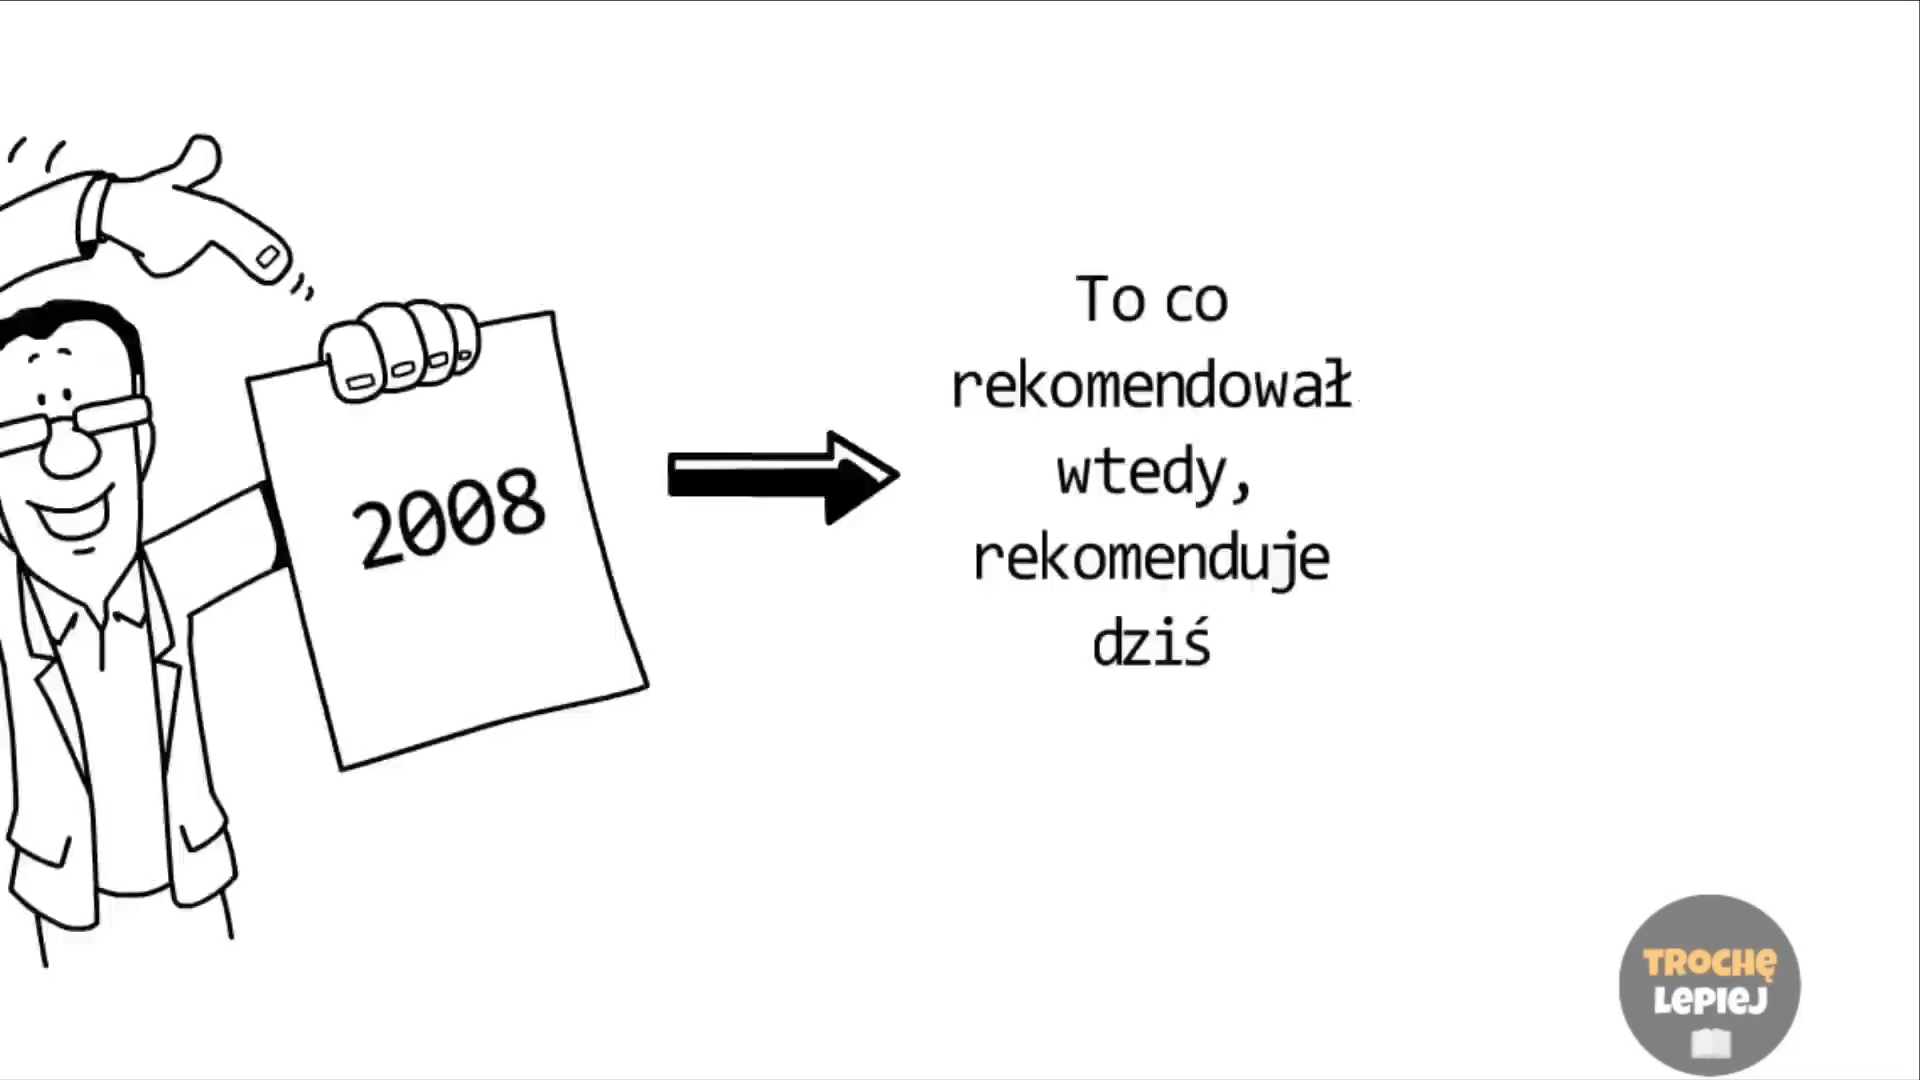 2008
To co
rekomendował
wtedy,
rekomenduje
dziś
TROCHĘ
LEPIEJ